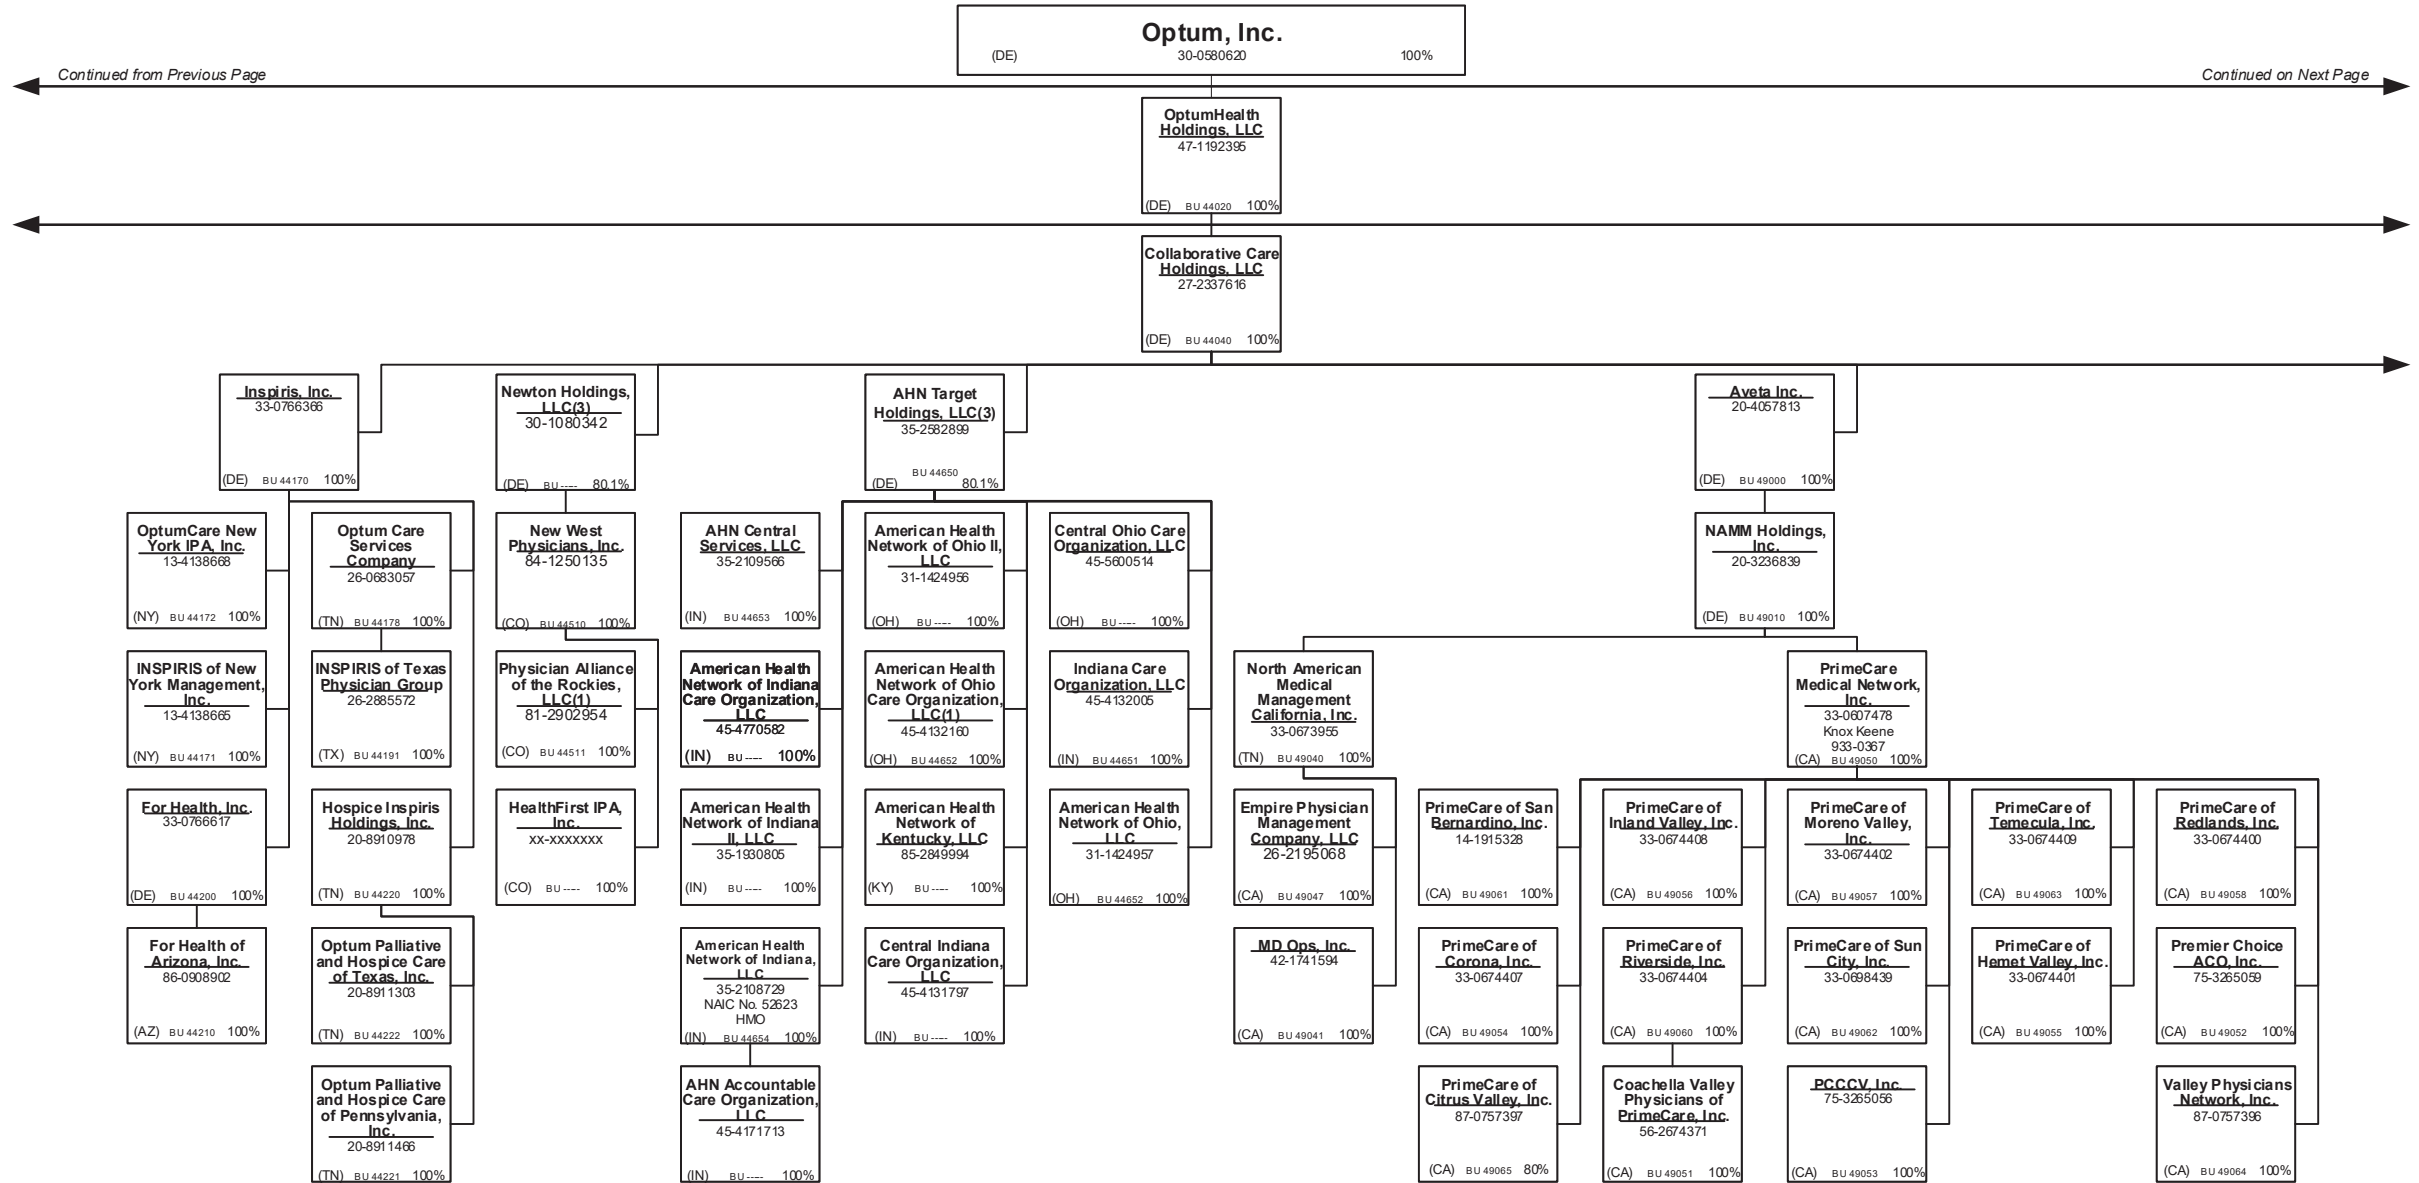 Optum, Inc.
(DE) 30-0580620 100%
Continued from Previous Page
Continued on Next Page
OptumHealth
Holdings, LLC
47-1192395
(DE) BU 44020 100%
Collaborative Care
Holdings, LLC
27-2337616
(DE) BU 44040 100%
Inspiris, Inc.
33-0766366
(DE) BU 44170 100%
Newton Holdings,
LLC(3)
30-1080342
(DE) BU ----- 80.1%
AHN Target
Holdings, LLC(3)
35-2582899
BU 44650
(DE) 80.1%
Aveta Inc.
20-4057813
(DE) BU 49000 100%
OptumCare New
York IPA, Inc.
13-4138668
(NY) BU 44172 100%
Optum Care
Services
Company
26-0683057
(TN) BU 44178 100%
New West
Physicians, Inc.
84-1250135
(CO) BU 44510 100%
AHN Central
Services, LLC
35-2109566
(IN) BU 44653 100%
American Health
Network of Ohio II,
LLC
31-1424956
(OH) BU ----- 100%
Central Ohio Care
Organization, LLC
45-5600514
(OH) BU ----- 100%
NAMM Holdings,
Inc.
20-3236839
(DE) BU 49010 100%
INSPIRIS of New
York Management,
Inc.
13-4138665
(NY) BU 44171 100%
INSPIRIS of Texas
Physician Group
26-2885572
(TX) BU 44191 100%
Physician Alliance
of the Rockies,
LLC(1)
81-2902954
(CO) BU 44511 100%
American Health
Network of Indiana
Care Organization,
LLC
45-4770582
(IN) BU ----- 100%
American Health
Network of Ohio
Care Organization,
LLC(1)
45-4132160
(OH) BU 44652 100%
Indiana Care
Organization, LLC
45-4132005
(IN) BU 44651 100%
North American
Medical
Management
California, Inc.
33-0673955
(TN) BU 49040 100%
PrimeCare
Medical Network,
Inc.
33-0607478
Knox Keene
933-0367
(CA) BU 49050 100%
For Health, Inc.
33-0766617
(DE) BU 44200 100%
Hospice Inspiris
Holdings, Inc.
20-8910978
(TN) BU 44220 100%
HealthFirst IPA,
Inc.
xx-xxxxxxx
(CO) BU ----- 100%
American Health
Network of Indiana
II, LLC
35-1930805
(IN) BU ----- 100%
American Health
Network of
Kentucky, LLC
85-2849994
(KY) BU ----- 100%
American Health
Network of Ohio,
LLC
31-1424957
(OH) BU 44652 100%
Empire Physician
Management
Company, LLC
26-2195068
(CA) BU 49047 100%
PrimeCare of San
Bernardino, Inc.
14-1915328
(CA) BU 49061 100%
PrimeCare of
Inland Valley, Inc.
33-0674408
(CA) BU 49056 100%
PrimeCare of
Moreno Valley,
Inc.
33-0674402
(CA) BU 49057 100%
PrimeCare of
Temecula, Inc.
33-0674409
(CA) BU 49063 100%
PrimeCare of
Redlands, Inc.
33-0674400
(CA) BU 49058 100%
For Health of
Arizona, Inc.
86-0908902
(AZ) BU 44210 100%
Optum Palliative
and Hospice Care
of Texas, Inc.
20-8911303
(TN) BU 44222 100%
American Health
Network of Indiana,
LLC
35-2108729
NAIC No. 52623
HMO
(IN) BU 44654 100%
Central Indiana
Care Organization,
LLC
45-4131797
(IN) BU ----- 100%
MD Ops, Inc.
42-1741594
(CA) BU 49041 100%
PrimeCare of
Corona, Inc.
33-0674407
(CA) BU 49054 100%
PrimeCare of
Riverside, Inc.
33-0674404
(CA) BU 49060 100%
PrimeCare of Sun
City, Inc.
33-0698439
(CA) BU 49062 100%
PrimeCare of
Hemet Valley, Inc.
33-0674401
(CA) BU 49055 100%
Premier Choice
ACO, Inc.
75-3265059
(CA) BU 49052 100%
Optum Palliative
and Hospice Care
of Pennsylvania,
Inc.
20-8911466
(TN) BU 44221 100%
AHN Accountable
Care Organization,
LLC
45-4171713
(IN) BU ----- 100%
PrimeCare of
Citrus Valley, Inc.
87-0757397
(CA) BU 49065 80%
Coachella Valley
Physicians of
PrimeCare, Inc.
56-2674371
(CA) BU 49051 100%
PCCCV, Inc.
75-3265056
(CA) BU 49053 100%
Valley Physicians
Network, Inc.
87-0757396
(CA) BU 49064 100%